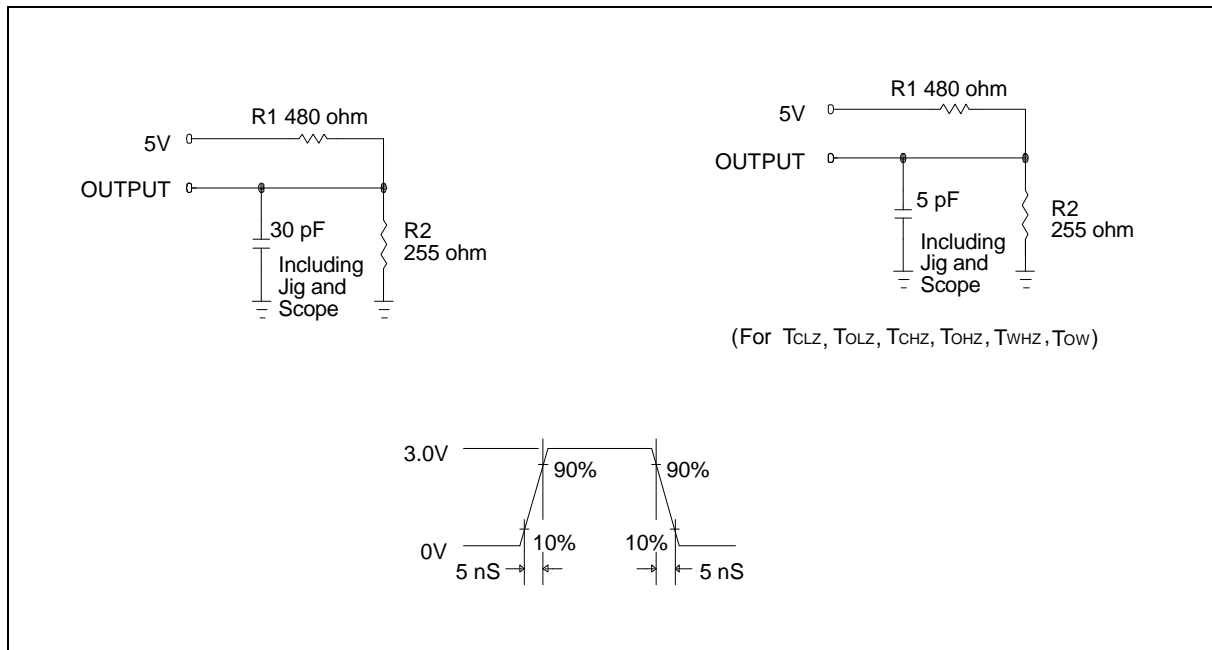 R1 480 ohm
5V
OUTPUT
30 pF
R2
255 ohm
Including
Jig and
Scope
R1 480 ohm
5V
OUTPUT
5 pF
R2
255 ohm
Including
Jig and
Scope
(For TCLZ, TOLZ, TCHZ, TOHZ, TWHZ, TOW)
3.0V
90%
90%
0V
10%
10%
5 nS
5 nS